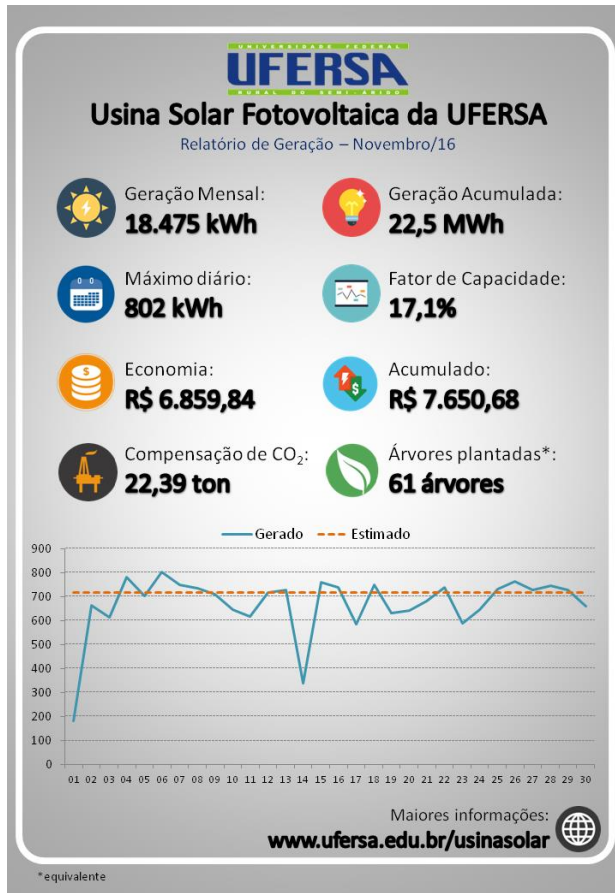 UNIVERSIDADE FEDERAL
UFERSA
RURAL DO SEMI-ÁRIDO
Usina Solar Fotovoltaica da UFERSA
Relatório de Geração – Novembro/16
Geração Mensal:
18.475 kWh
Geração Acumulada:
22,5 MWh
Máximo diário:
802 kWh
Fator de Capacidade:
17,1%
Economia:
R$ 6.859,84
Acumulado:
R$ 7.650,68
Compensação de CO₂:
22,39 ton
Árvores plantadas*:
61 árvores
Gerado Estimado
900
800
700
600
500
400
300
200
100
0
01 02 03 04 05 06 07 08 09 10 11 12 13 14 15 16 17 18 19 20 21 22 23 24 25 26 27 28 29 30
Maiores informações:
www.ufersa.edu.br/usinasolar
*equivalente